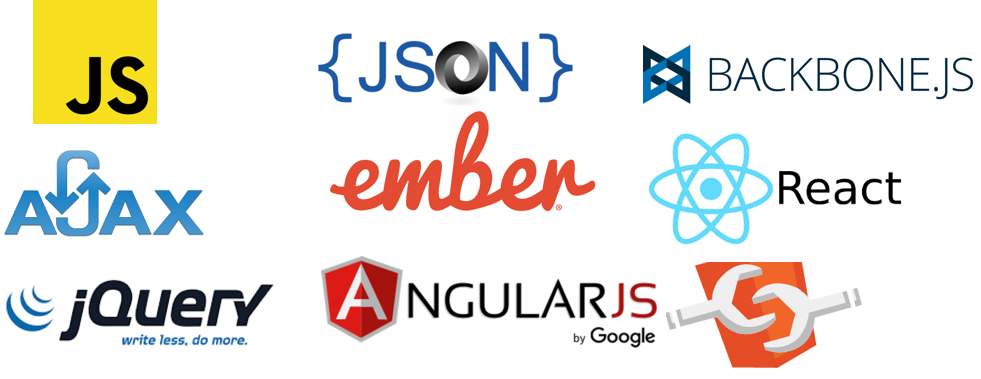 JS
{JSON}
BACKBONE.JS
AJAX
ember®
React
jQuery
write less, do more.
ANGULARJS
by Google